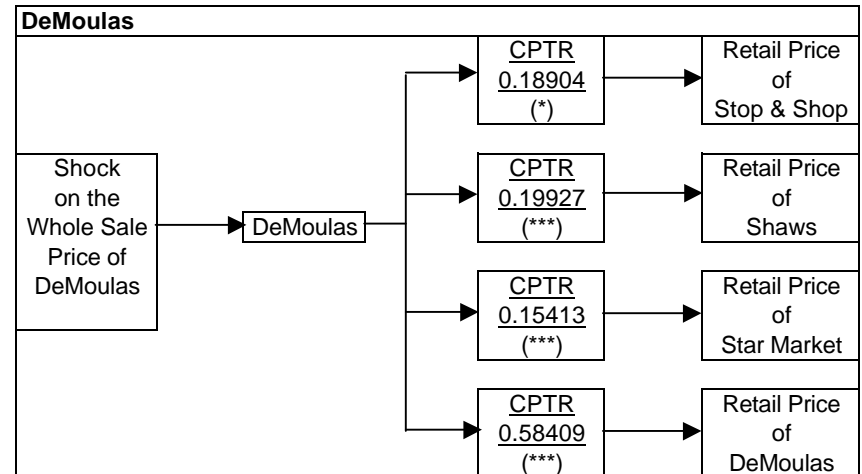 DeMoulas
Shock
on the
Whole Sale
Price of
DeMoulas
DeMoulas
CPTR
0.18904
(*)
Retail Price
of
Stop & Shop
CPTR
0.19927
(***)
Retail Price
of
Shaws
CPTR
0.15413
(***)
Retail Price
of
Star Market
CPTR
0.58409
(***)
Retail Price
of
DeMoulas